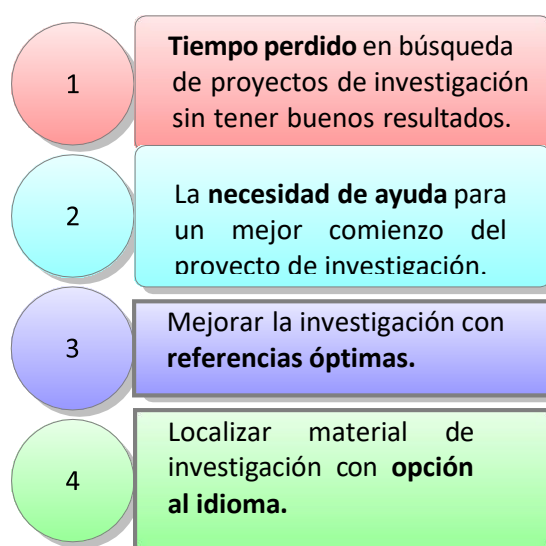 1
Tiempo perdido en búsqueda
de proyectos de investigación
sin tener buenos resultados.
2
La necesidad de ayuda para
un mejor comienzo del
proyecto de investigación.
3
Mejorar la investigación con
referencias óptimas.
4
Localizar material de
investigación con opción
al idioma.